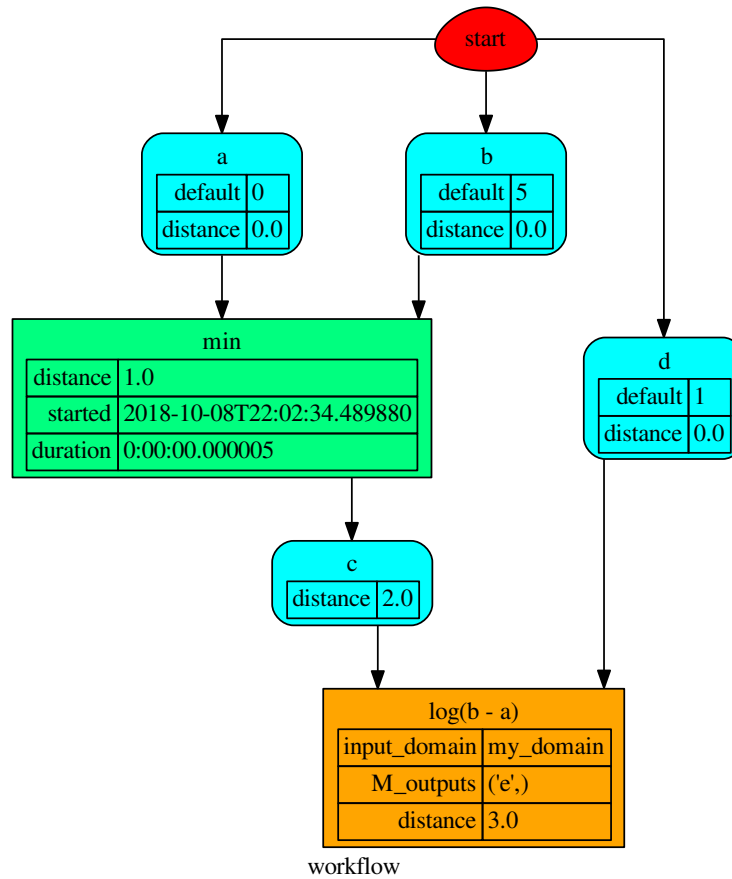 start
a
default 0
distance 0.0
b
default 5
distance 0.0
min
distance 1.0
started 2018-10-08T22:02:34.489880
duration 0:00:00.000005
d
default 1
distance 0.0
c
distance 2.0
log(b - a)
input_domain my_domain
M_outputs ('e',)
distance 3.0
workflow